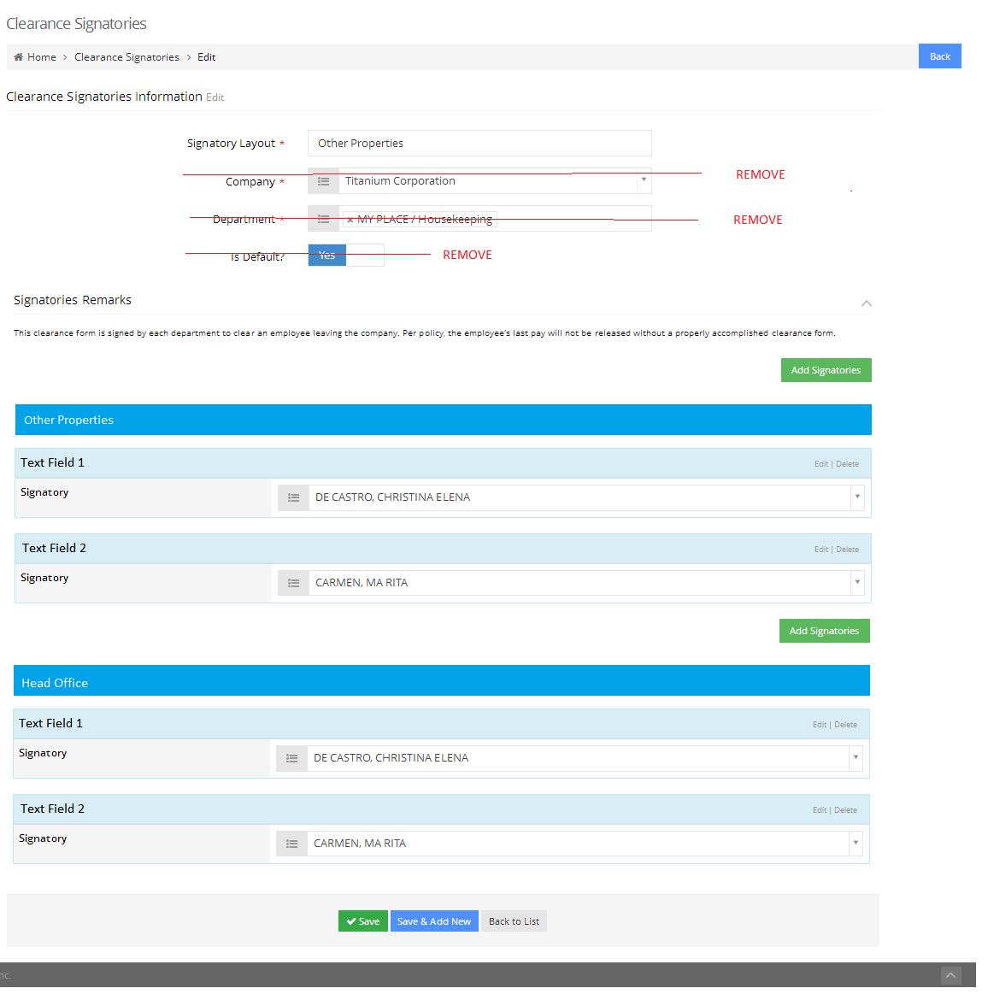 Clearance Signatories
Home > Clearance Signatories > Edit Back
Clearance Signatories Information Edit
Signatory Layout * Other Properties
Company * Titanium Corporation REMOVE
Department * × MY PLACE / Housekeeping REMOVE
Is Default? Yes REMOVE
Signatories Remarks
This clearance form is signed by each department to clear an employee leaving the company. Per policy, the employee's last pay will not be released without a properly accomplished clearance form.
Add Signatories
Other Properties
Text Field 1 Edit | Delete
Signatory DE CASTRO, CHRISTINA ELENA
Text Field 2 Edit | Delete
Signatory CARMEN, MA RITA
Add Signatories
Head Office
Text Field 1 Edit | Delete
Signatory DE CASTRO, CHRISTINA ELENA
Text Field 2 Edit | Delete
Signatory CARMEN, MA RITA
Save Save & Add New Back to List
nc.